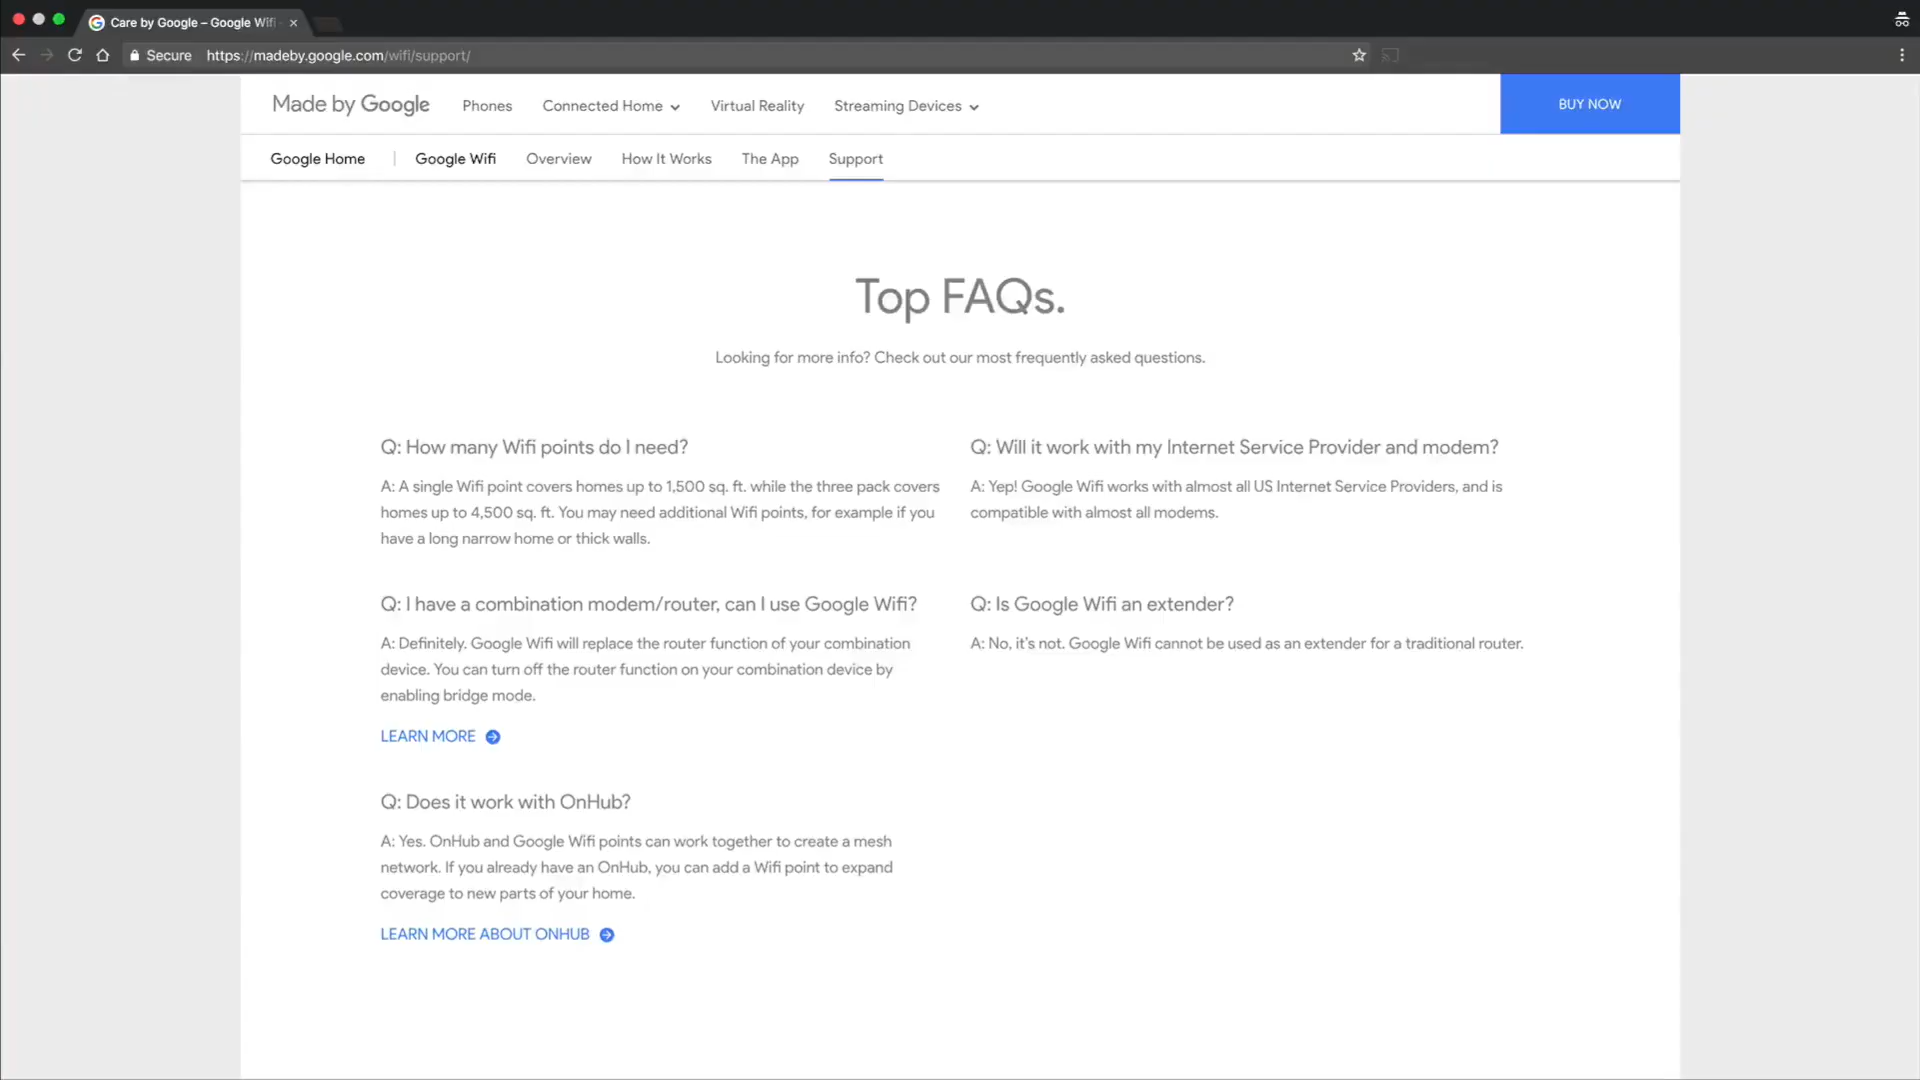 Care by Google – Google Wifi
Secure https://madeby.google.com/wifi/support/
Made by Google Phones Connected Home Virtual Reality Streaming Devices BUY NOW
Google Home | Google Wifi Overview How It Works The App Support
Top FAQs.
Looking for more info? Check out our most frequently asked questions.
Q: How many Wifi points do I need?
A: A single Wifi point covers homes up to 1,500 sq. ft. while the three pack covers
homes up to 4,500 sq. ft. You may need additional Wifi points, for example if you
have a long narrow home or thick walls.
Q: Will it work with my Internet Service Provider and modem?
A: Yep! Google Wifi works with almost all US Internet Service Providers, and is
compatible with almost all modems.
Q: I have a combination modem/router, can I use Google Wifi?
A: Definitely. Google Wifi will replace the router function of your combination
device. You can turn off the router function on your combination device by
enabling bridge mode.
LEARN MORE
Q: Is Google Wifi an extender?
A: No, it's not. Google Wifi cannot be used as an extender for a traditional router.
Q: Does it work with OnHub?
A: Yes. OnHub and Google Wifi points can work together to create a mesh
network. If you already have an OnHub, you can add a Wifi point to expand
coverage to new parts of your home.
LEARN MORE ABOUT ONHUB